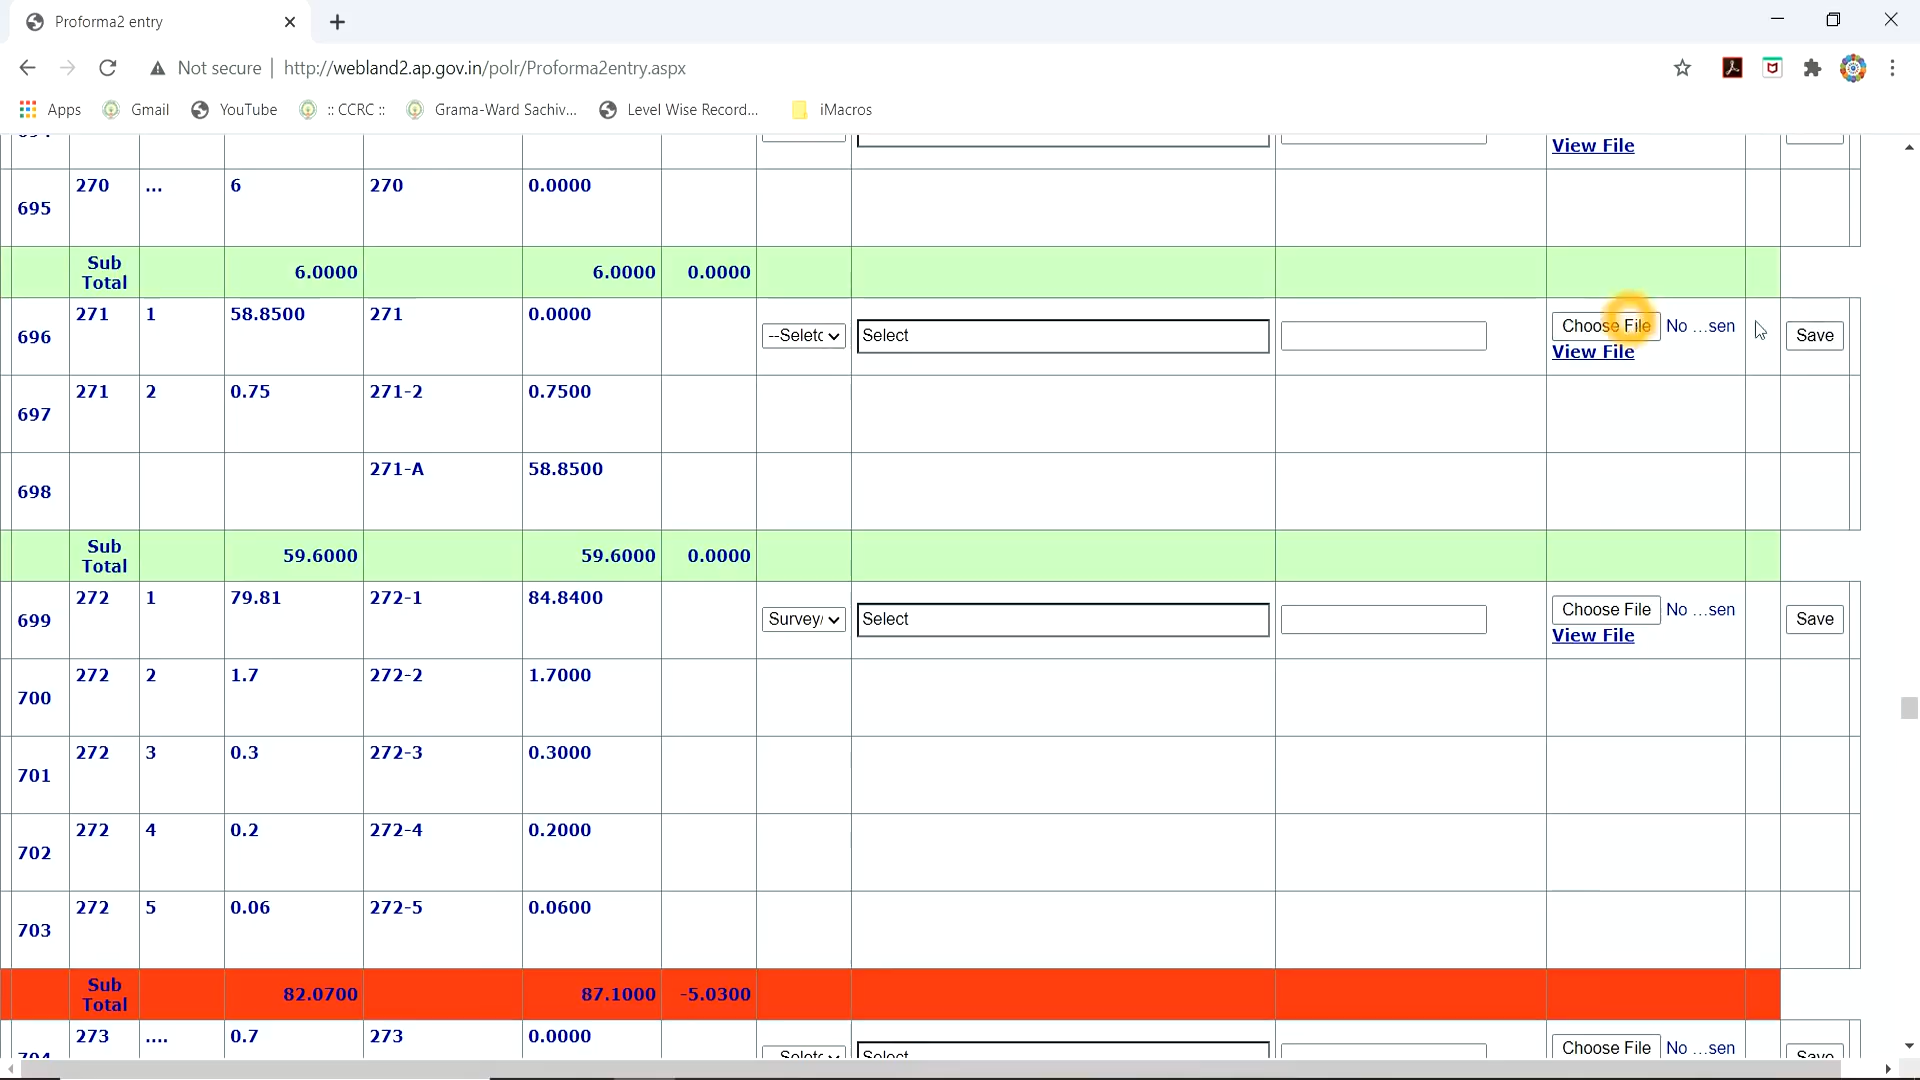 Proforma2 entry
Not secure | http://webland2.ap.gov.in/polr/Proforma2entry.aspx
Apps Gmail YouTube :: CCRC :: Grama-Ward Sachiv... Level Wise Record... iMacros
View File
695 270 ... 6 270 0.0000
Sub Total 6.0000 6.0000 0.0000
696 271 1 58.8500 271 0.0000 --Seletc Select Choose File No ...sen View File Save
697 271 2 0.75 271-2 0.7500
698 271-A 58.8500
Sub Total 59.6000 59.6000 0.0000
699 272 1 79.81 272-1 84.8400 Survey/ Select Choose File No ...sen View File Save
700 272 2 1.7 272-2 1.7000
701 272 3 0.3 272-3 0.3000
702 272 4 0.2 272-4 0.2000
703 272 5 0.06 272-5 0.0600
Sub Total 82.0700 87.1000 -5.0300
704 273 .... 0.7 273 0.0000 Select Choose File No ...sen Save